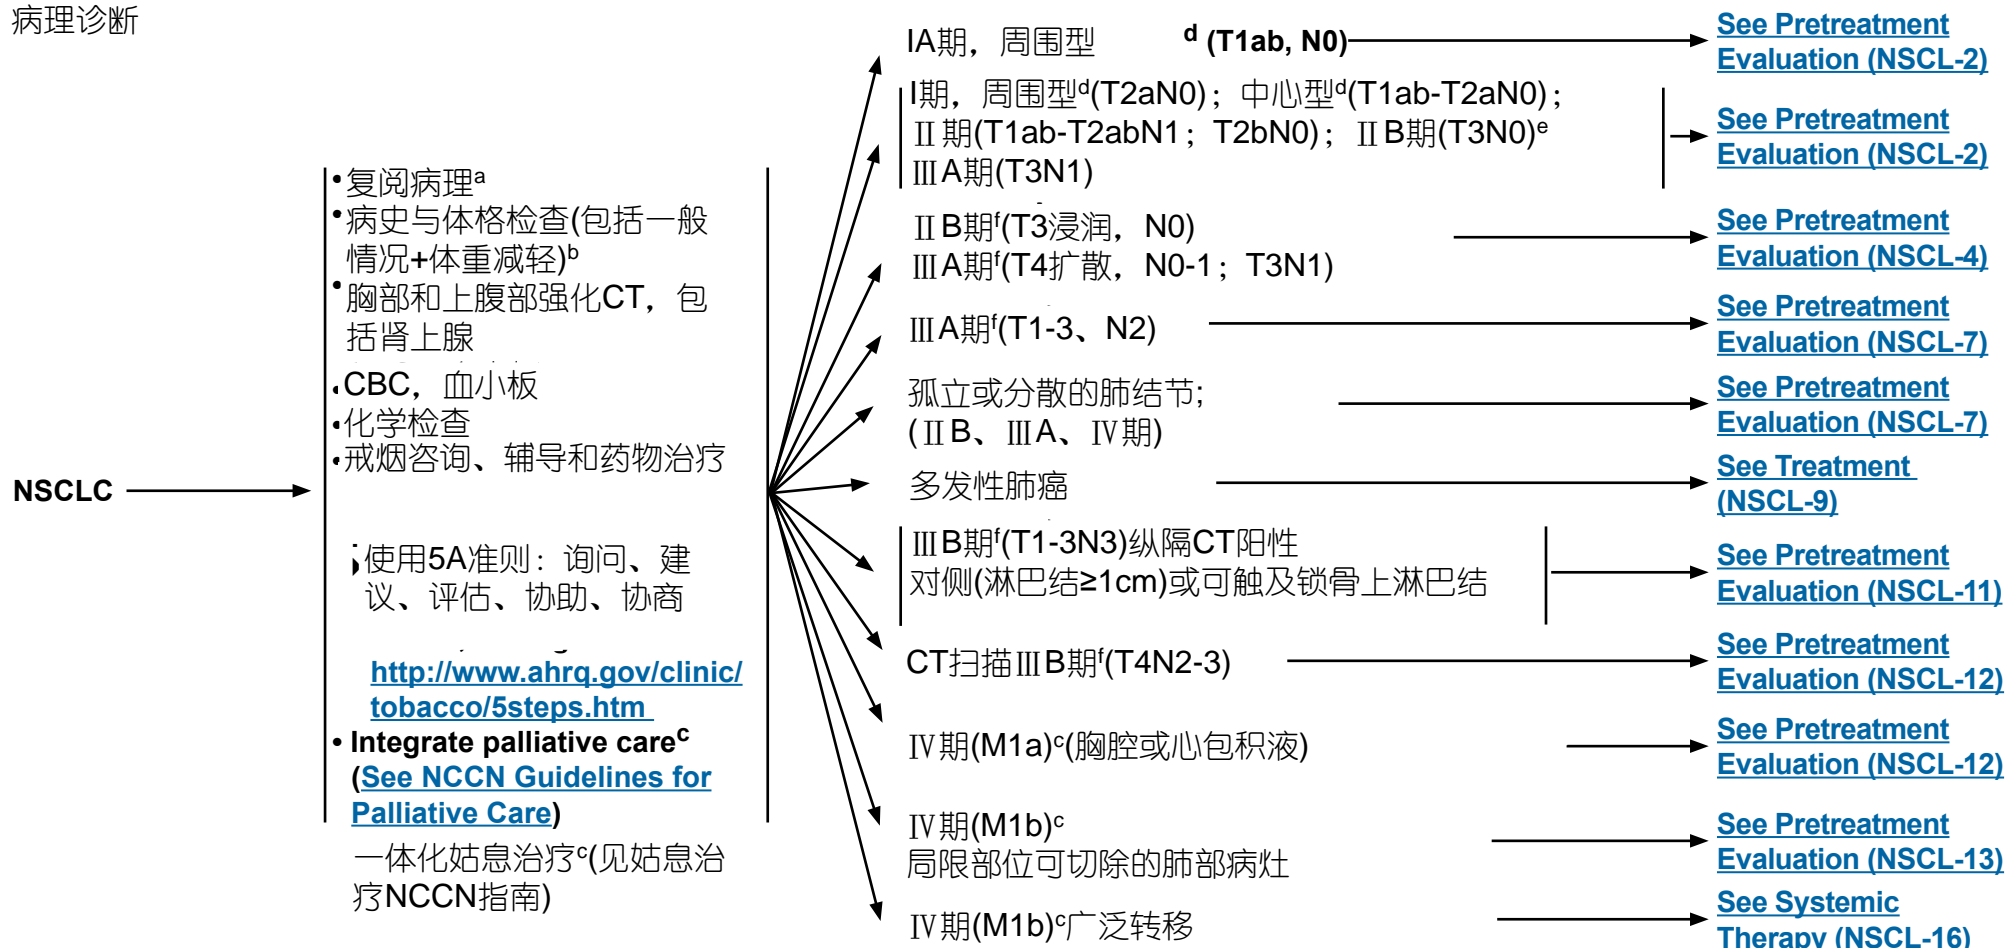 病理诊断
NSCLC
•复阅病理a
•病史与体格检查(包括一般
情况+体重减轻)b
•胸部和上腹部强化CT，包
括肾上腺
•CBC，血小板
•化学检查
•戒烟咨询、辅导和药物治疗
使用5A准则：询问、建
议、评估、协助、协商
http://www.ahrq.gov/clinic/
tobacco/5steps.htm
• Integrate palliative carec
(See NCCN Guidelines for
Palliative Care)
一体化姑息治疗c(见姑息治
疗NCCN指南)
IA期，周围型 d (T1ab, N0)
See Pretreatment
Evaluation (NSCL-2)
I期，周围型d(T2aN0)；中心型d(T1ab-T2aN0)；
Ⅱ期(T1ab-T2abN1；T2bN0)；ⅡB期(T3N0)e
ⅢA期(T3N1)
See Pretreatment
Evaluation (NSCL-2)
ⅡB期f(T3浸润，N0)
ⅢA期f(T4扩散，N0-1；T3N1)
See Pretreatment
Evaluation (NSCL-4)
ⅢA期f(T1-3、N2)
See Pretreatment
Evaluation (NSCL-7)
孤立或分散的肺结节;
(ⅡB、ⅢA、Ⅳ期)
See Pretreatment
Evaluation (NSCL-7)
多发性肺癌
See Treatment
(NSCL-9)
ⅢB期f(T1-3N3)纵隔CT阳性
对侧(淋巴结≥1cm)或可触及锁骨上淋巴结
See Pretreatment
Evaluation (NSCL-11)
CT扫描ⅢB期f(T4N2-3)
See Pretreatment
Evaluation (NSCL-12)
Ⅳ期(M1a)c(胸腔或心包积液)
See Pretreatment
Evaluation (NSCL-12)
Ⅳ期(M1b)c
局限部位可切除的肺部病灶
See Pretreatment
Evaluation (NSCL-13)
Ⅳ期(M1b)c广泛转移
See Systemic
Therapy (NSCL-16)